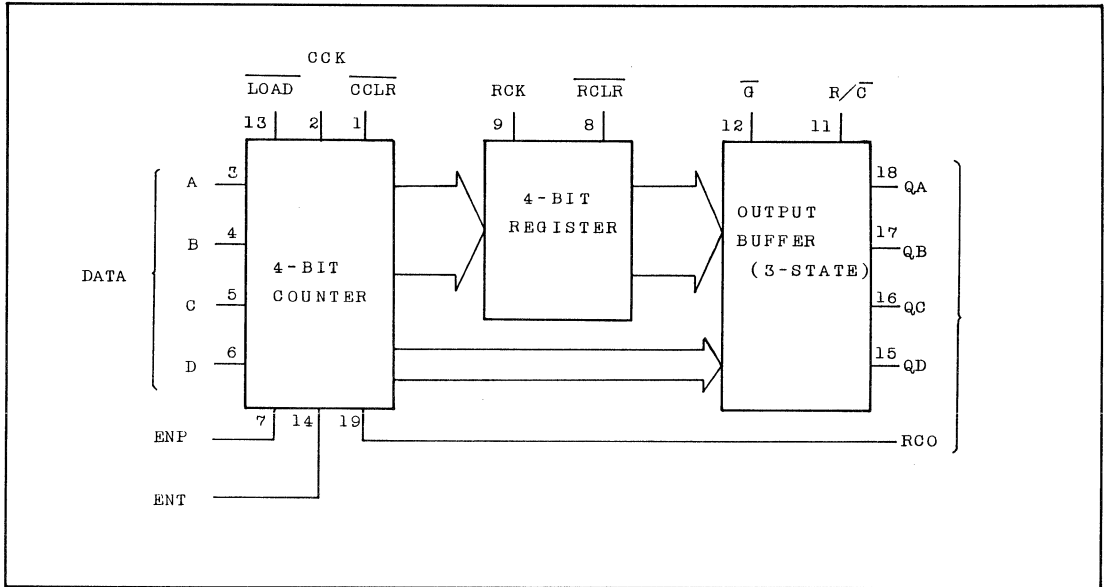 CCK
LOAD CCLR RCK RCLR G R/C
13 2 1 9 8 12 11
A 3
B 4
C 5
D 6
DATA
4-BIT
COUNTER
4-BIT
REGISTER
OUTPUT
BUFFER
(3-STATE)
18 QA
17 QB
16 QC
15 QD
7 14 19
ENP
RCO
ENT